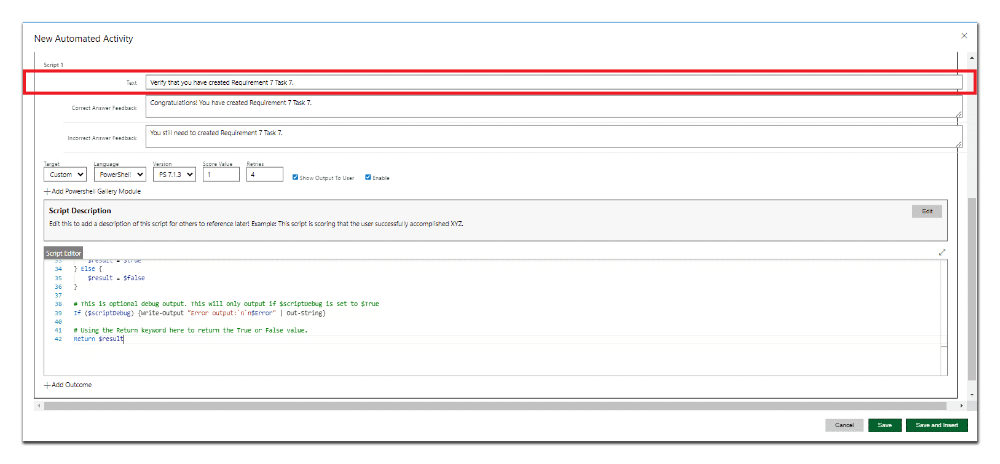 New Automated Activity
Script 1
Text
Verify that you have created Requirement 7 Task 7.
Correct Answer Feedback
Congratulations! You have created Requirement 7 Task 7.
Incorrect Answer Feedback
You still need to created Requirement 7 Task 7.
Target Language Version Score Value Retries
Custom PowerShell PS 7.1.3 1 4 Show Output To User Enable
Add Powershell Gallery Module
Script Description
Edit
Edit this to add a description of this script for others to reference later! Example: This script is scoring that the user successfully accomplished XYZ.
Script Editor
33 $result = $true
34 } Else {
35 $result = $false
36 }
37
38 # This is optional debug output. This will only output if $scriptDebug is set to $True
39 If ($scriptDebug) {Write-Output "Error output:`n`n$Error" | Out-String}
40
41 # Using the Return keyword here to return the True or False value.
42 Return $result
Add Outcome
Cancel Save Save and Insert